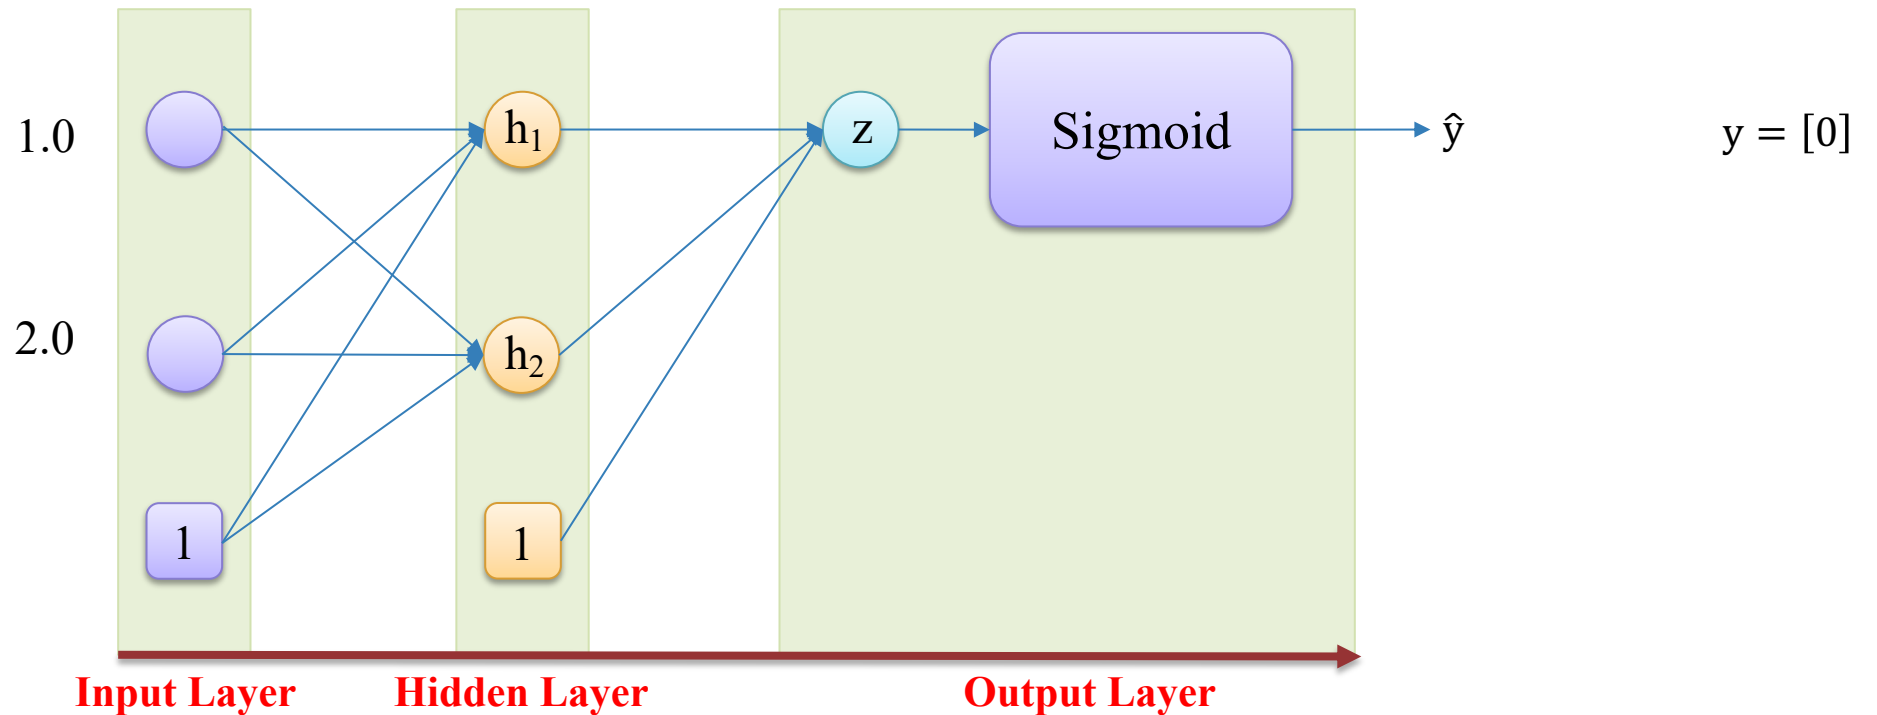 1.0
h₁
z
Sigmoid
ŷ
y = [0]
2.0
h₂
1
1
Input Layer
Hidden Layer
Output Layer